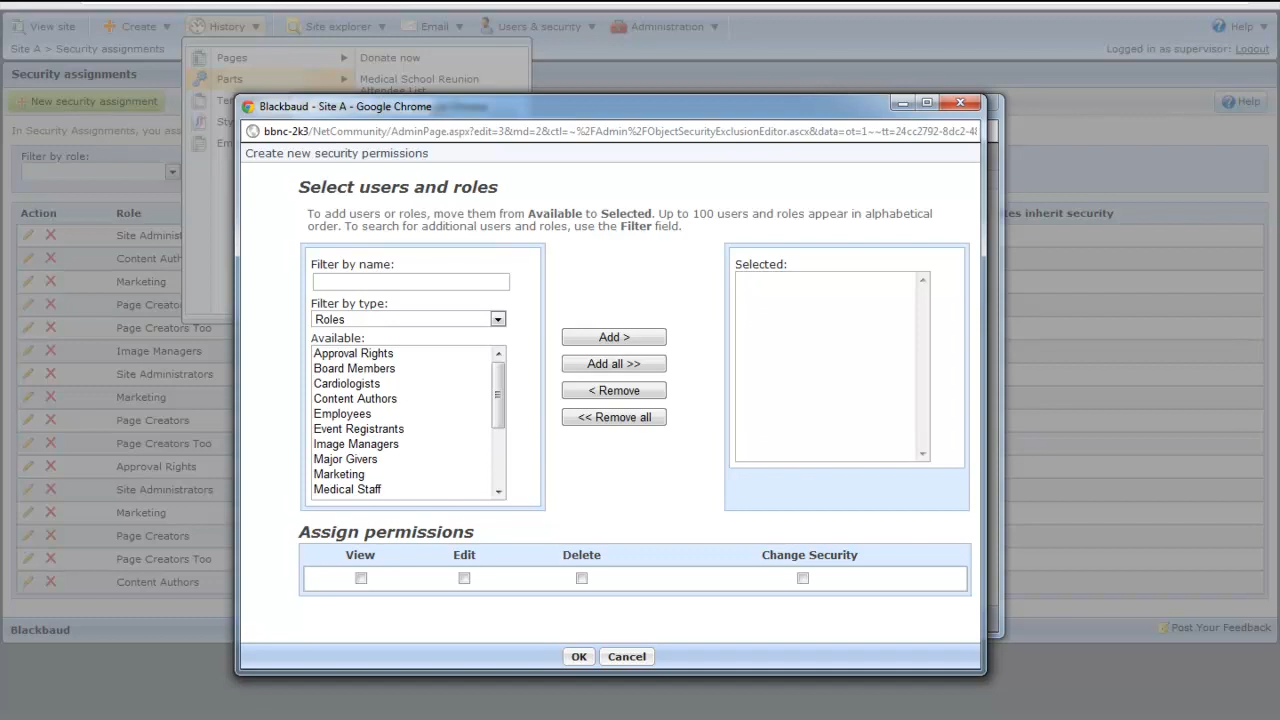 View site
Create
History
Site explorer
Email
Users & security
Administration
Help
Site A > Security assignments
Logged in as supervisor: Logout
Security assignments
Pages
Donate now
Parts
Medical School Reunion
Attendee List
New security assignment
Help
In Security Assignments, you
Filter by role:
Action
Role
inherit security
Site
Content
Marketing
Page
Page Creators Too
Image Managers
Site Administrators
Marketing
Page Creators
Page Creators Too
Approval Rights
Site Administrators
Marketing
Page Creators
Page Creators Too
Content Authors
Blackbaud
Post Your Feedback
Blackbaud - Site A - Google Chrome
bbnc-2k3/NetCommunity/AdminPage.aspx?edit=3&md=2&ctl=~%2FAdmin%2FObjectSecurityExclusionEditor.ascx&data=ot=1~~tt=24cc2792-8dc2-48
Create new security permissions
Select users and roles
To add users or roles, move them from Available to Selected. Up to 100 users and roles appear in alphabetical
order. To search for additional users and roles, use the Filter field.
Filter by name:
Filter by type:
Roles
Available:
Approval Rights
Board Members
Cardiologists
Content Authors
Employees
Event Registrants
Image Managers
Major Givers
Marketing
Medical Staff
Add >
Add all >>
< Remove
<< Remove all
Selected:
Assign permissions
View
Edit
Delete
Change Security
OK
Cancel